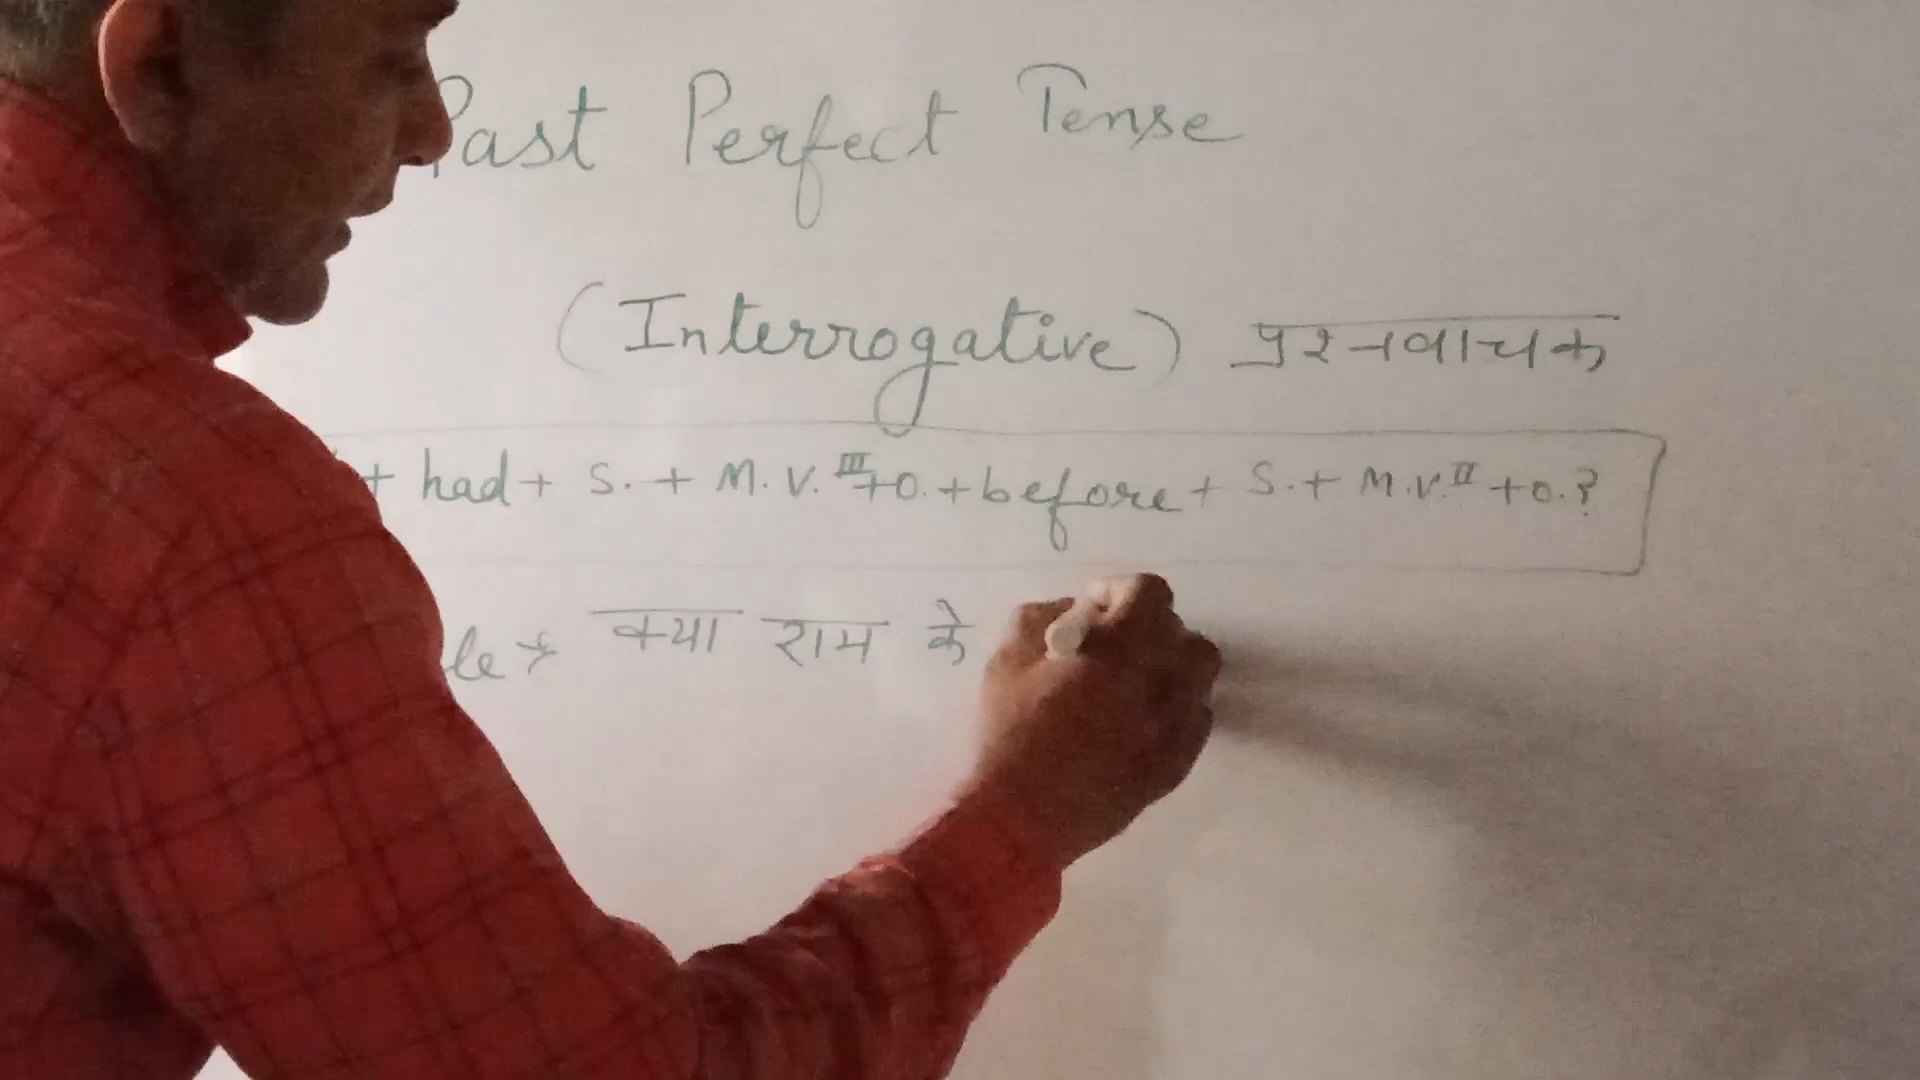 Past Perfect Tense
(Interrogative) प्रश्नवाचक
+ had + S. + M.V. III + O. + before + S. + M.V. II + O. ?
le → क्या राम के